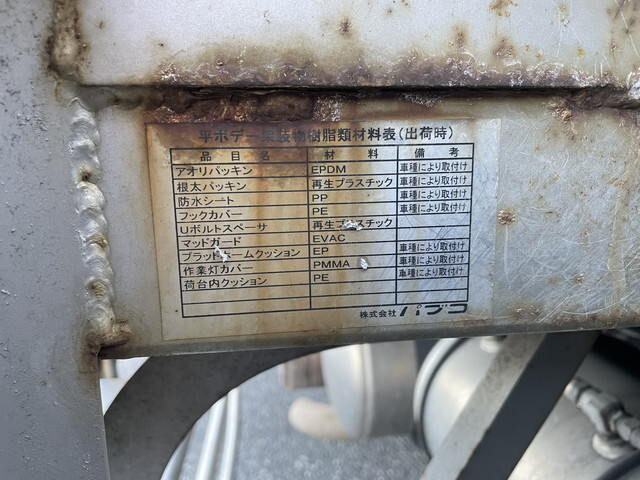 平ボデー架装物樹脂類材料表(出荷時)
品目名 材料 備考
アオリパッキン EPDM 車種により取付け
根太パッキン 再生プラスチック 車種により取付け
防水シート PP 車種により取付け
フックカバー PE 車種により取付け
Uボルトスペーサ 再生プラスチック
マッドガード EVAC
プラットホームクッション EP 車種により取付け
作業灯カバー PMMA 車種により取付け
荷台内クッション PE 車種により取付け
株式会社 パブコ